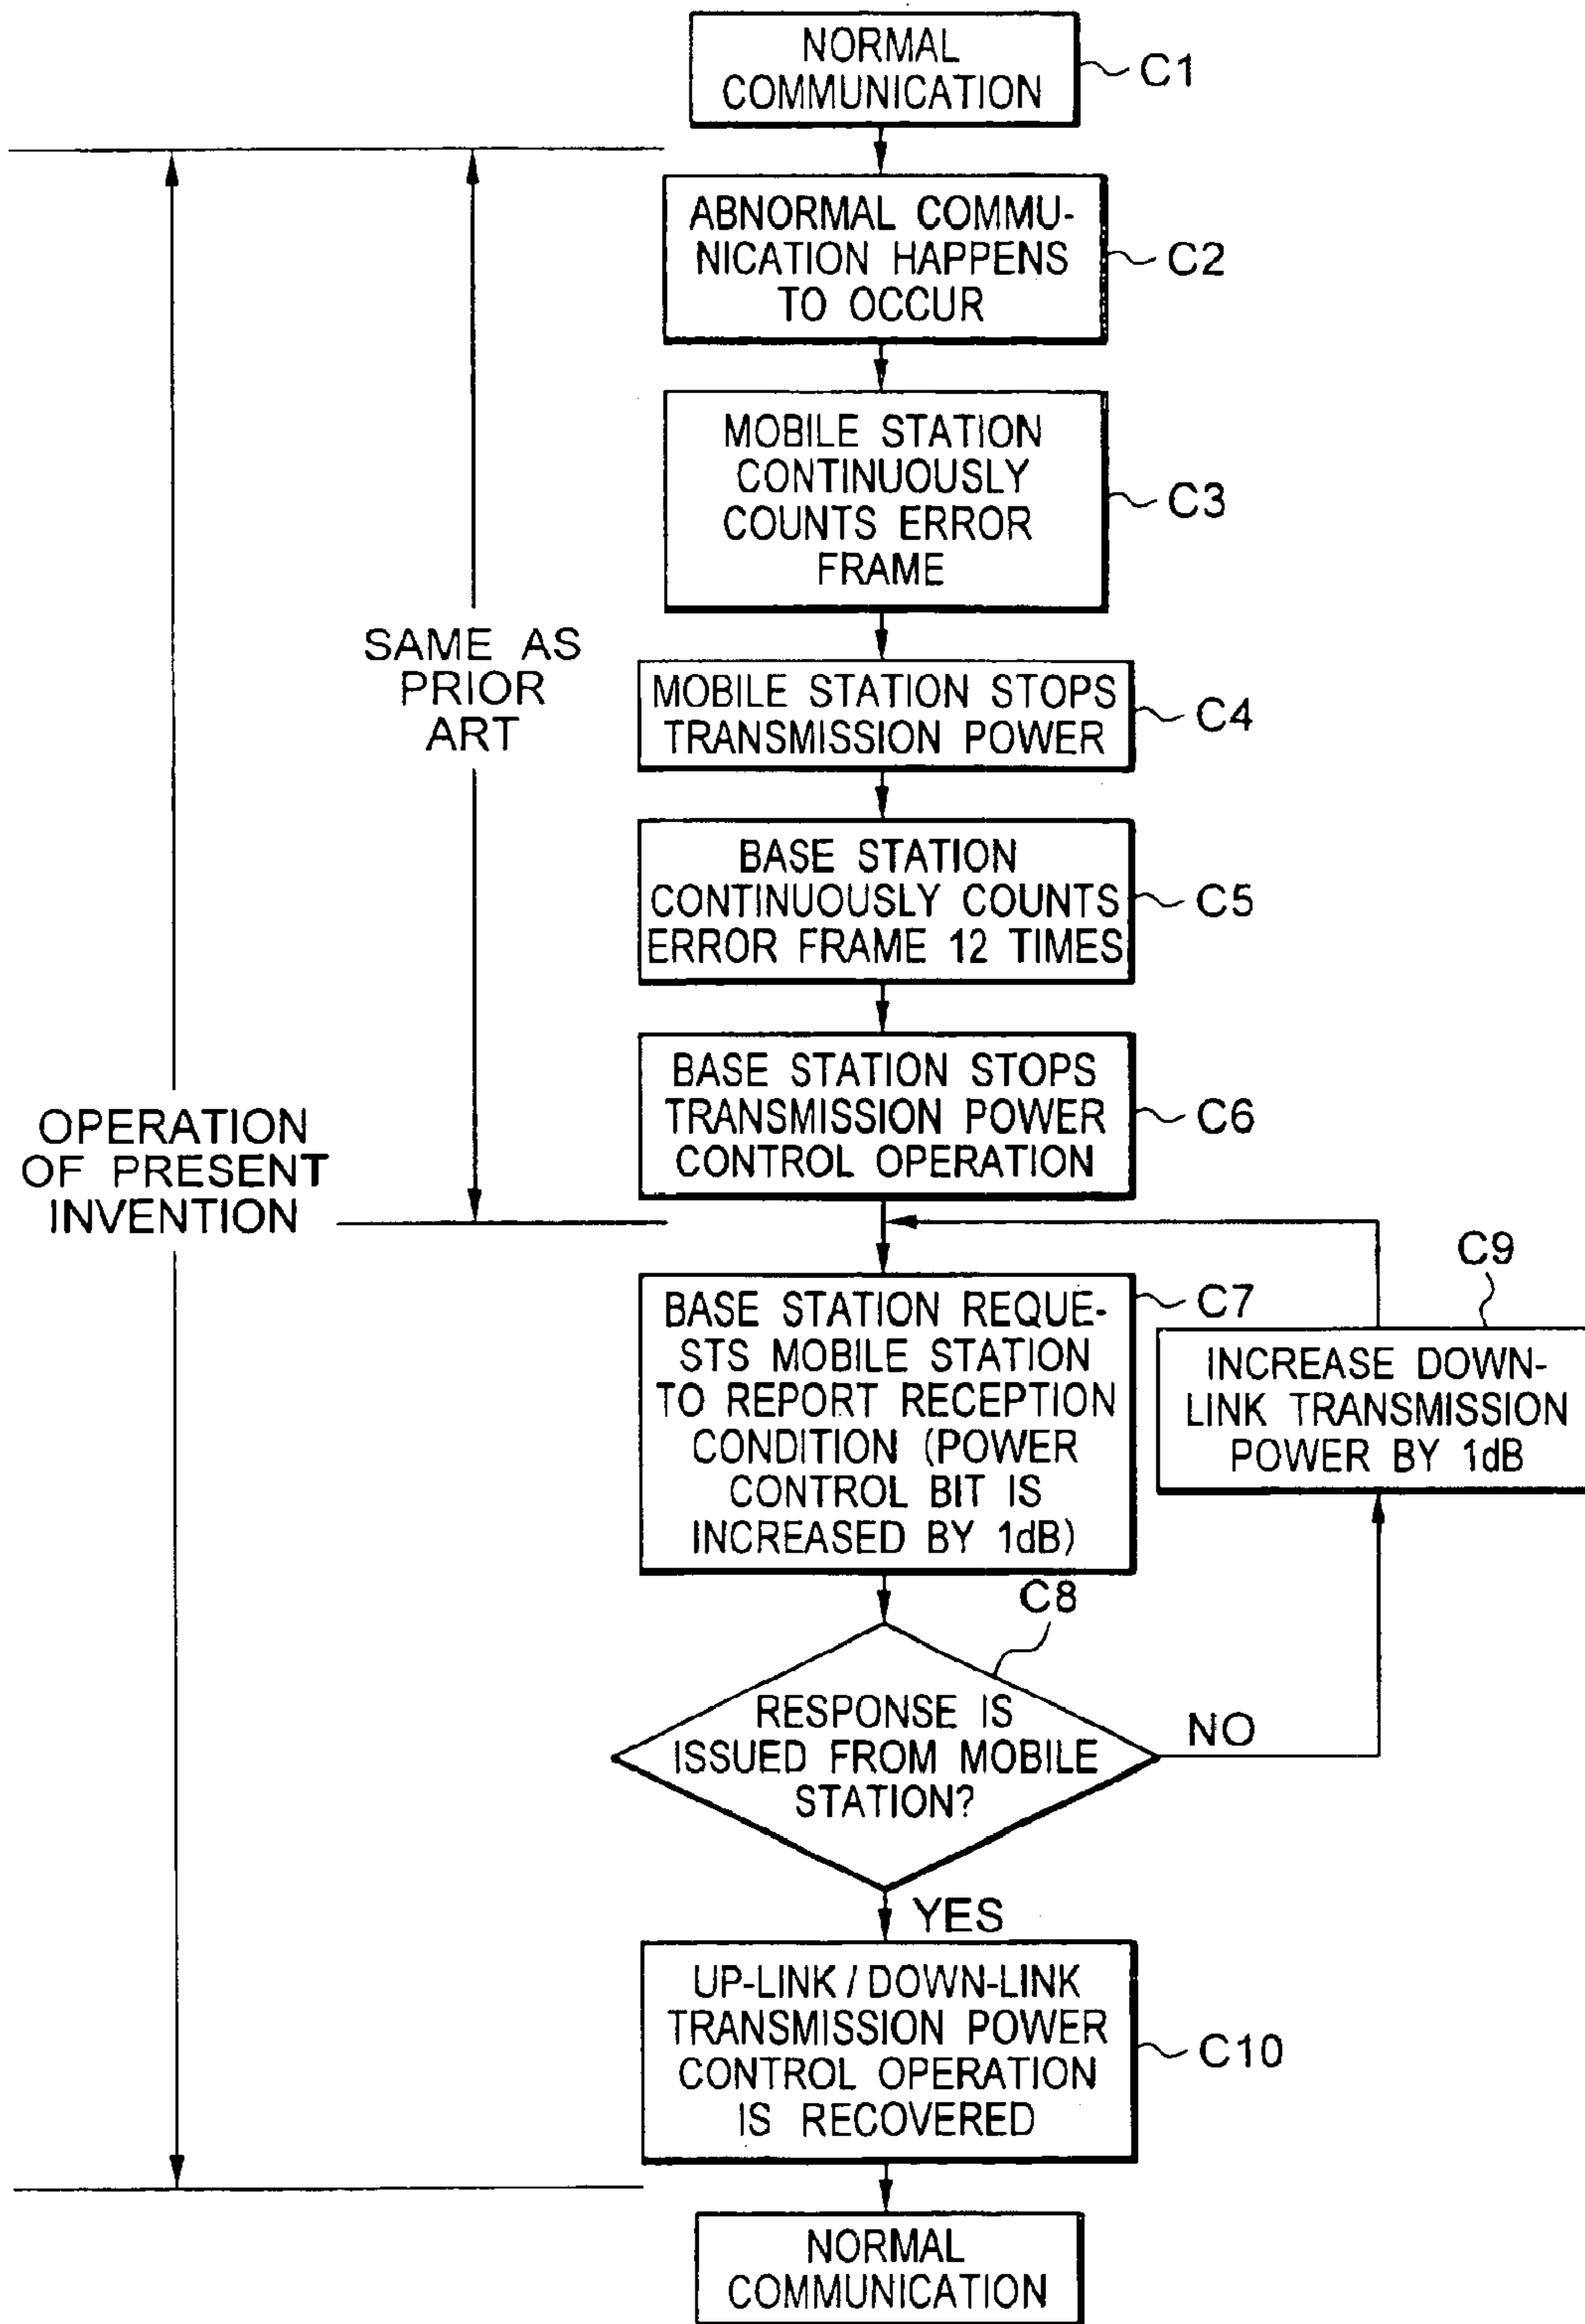 NORMAL
COMMUNICATION
C1
ABNORMAL COMMU-
NICATION HAPPENS
TO OCCUR
C2
MOBILE STATION
CONTINUOUSLY
COUNTS ERROR
FRAME
C3
SAME AS
PRIOR
ART
MOBILE STATION STOPS
TRANSMISSION POWER
C4
BASE STATION
CONTINUOUSLY COUNTS
ERROR FRAME 12 TIMES
C5
BASE STATION STOPS
TRANSMISSION POWER
CONTROL OPERATION
C6
OPERATION
OF PRESENT
INVENTION
BASE STATION REQUE-
STS MOBILE STATION
TO REPORT RECEPTION
CONDITION (POWER
CONTROL BIT IS
INCREASED BY 1dB)
C7
C9
INCREASE DOWN-
LINK TRANSMISSION
POWER BY 1dB
C8
RESPONSE IS
ISSUED FROM MOBILE
STATION?
NO
YES
UP-LINK / DOWN-LINK
TRANSMISSION POWER
CONTROL OPERATION
IS RECOVERED
C10
NORMAL
COMMUNICATION